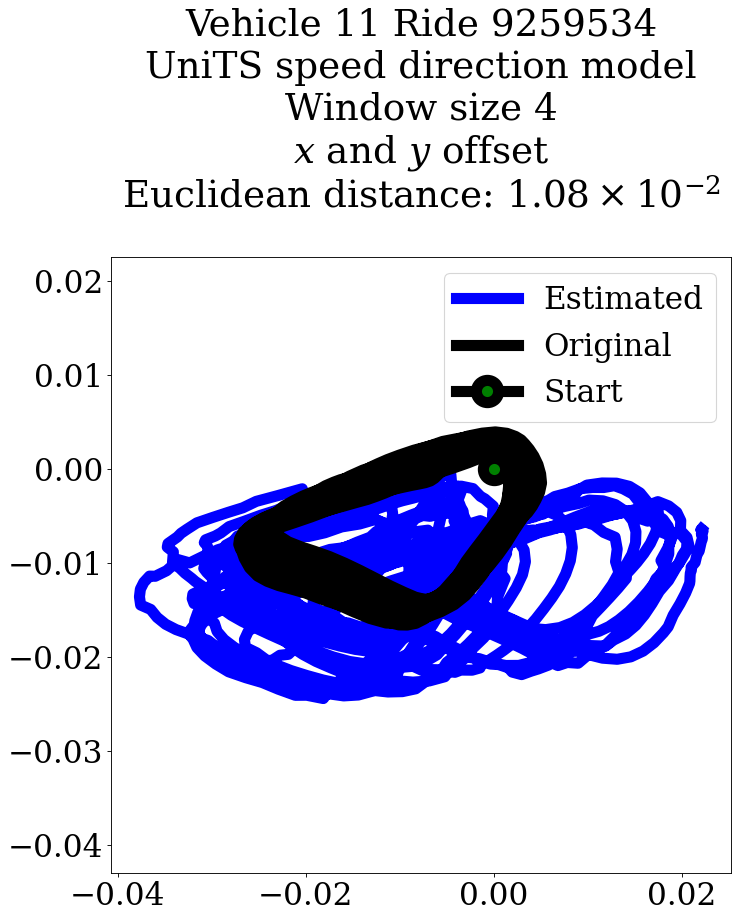 Vehicle 11 Ride 9259534
UniTS speed direction model
Window size 4
x and y offset
Euclidean distance: 1.08 × 10⁻²
0.02
0.01
0.00
−0.01
−0.02
−0.03
−0.04
Estimated
Original
Start
−0.04 −0.02 0.00 0.02